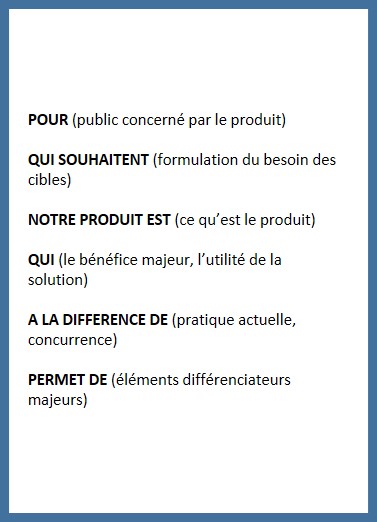 POUR (public concerné par le produit)
QUI SOUHAITENT (formulation du besoin des
cibles)
NOTRE PRODUIT EST (ce qu’est le produit)
QUI (le bénéfice majeur, l’utilité de la
solution)
A LA DIFFERENCE DE (pratique actuelle,
concurrence)
PERMET DE (éléments différenciateurs
majeurs)